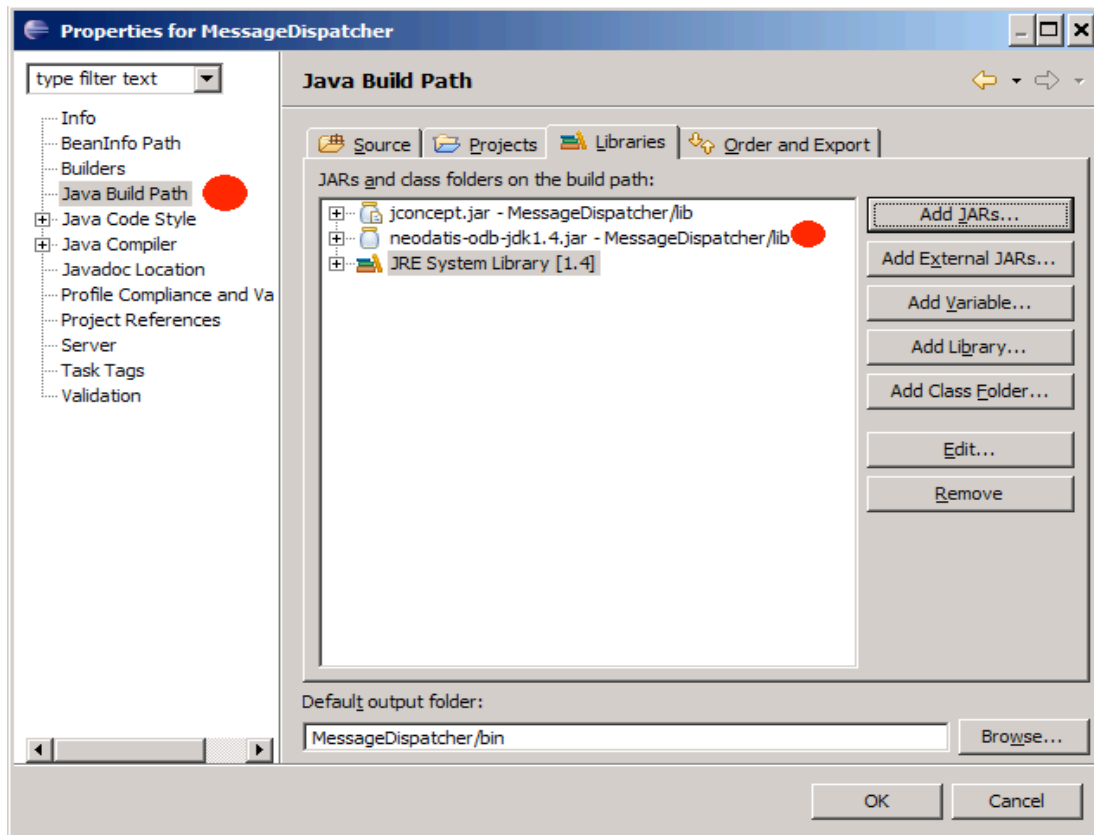 Properties for MessageDispatcher
type filter text
Info
BeanInfo Path
Builders
Java Build Path
Java Code Style
Java Compiler
Javadoc Location
Profile Compliance and Va
Project References
Server
Task Tags
Validation
Java Build Path
Source
Projects
Libraries
Order and Export
JARs and class folders on the build path:
jconcept.jar - MessageDispatcher/lib
neodatis-odb-jdk1.4.jar - MessageDispatcher/lib
JRE System Library [1.4]
Add JARs...
Add External JARs...
Add Variable...
Add Library...
Add Class Folder...
Edit...
Remove
Default output folder:
MessageDispatcher/bin
Browse...
OK
Cancel